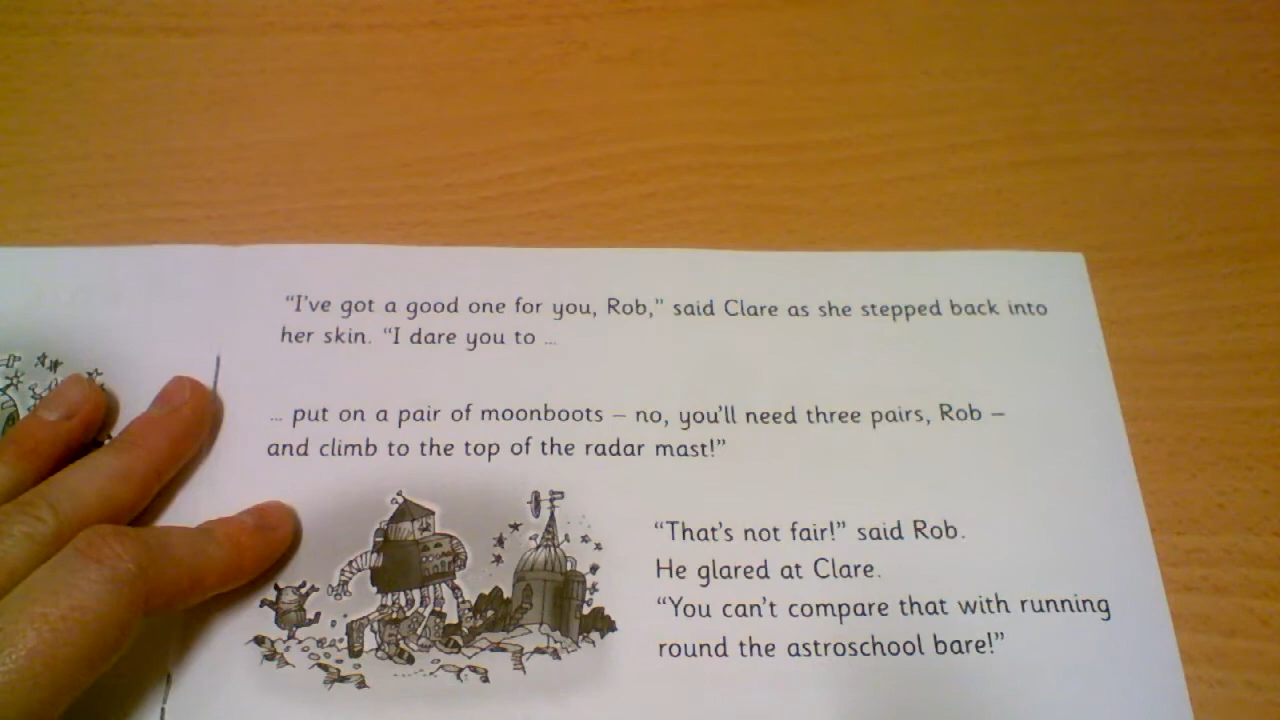 “I’ve got a good one for you, Rob,” said Clare as she stepped back into
her skin. “I dare you to ...
... put on a pair of moonboots – no, you’ll need three pairs, Rob –
and climb to the top of the radar mast!”
“That’s not fair!” said Rob.
He glared at Clare.
“You can’t compare that with running
round the astroschool bare!”